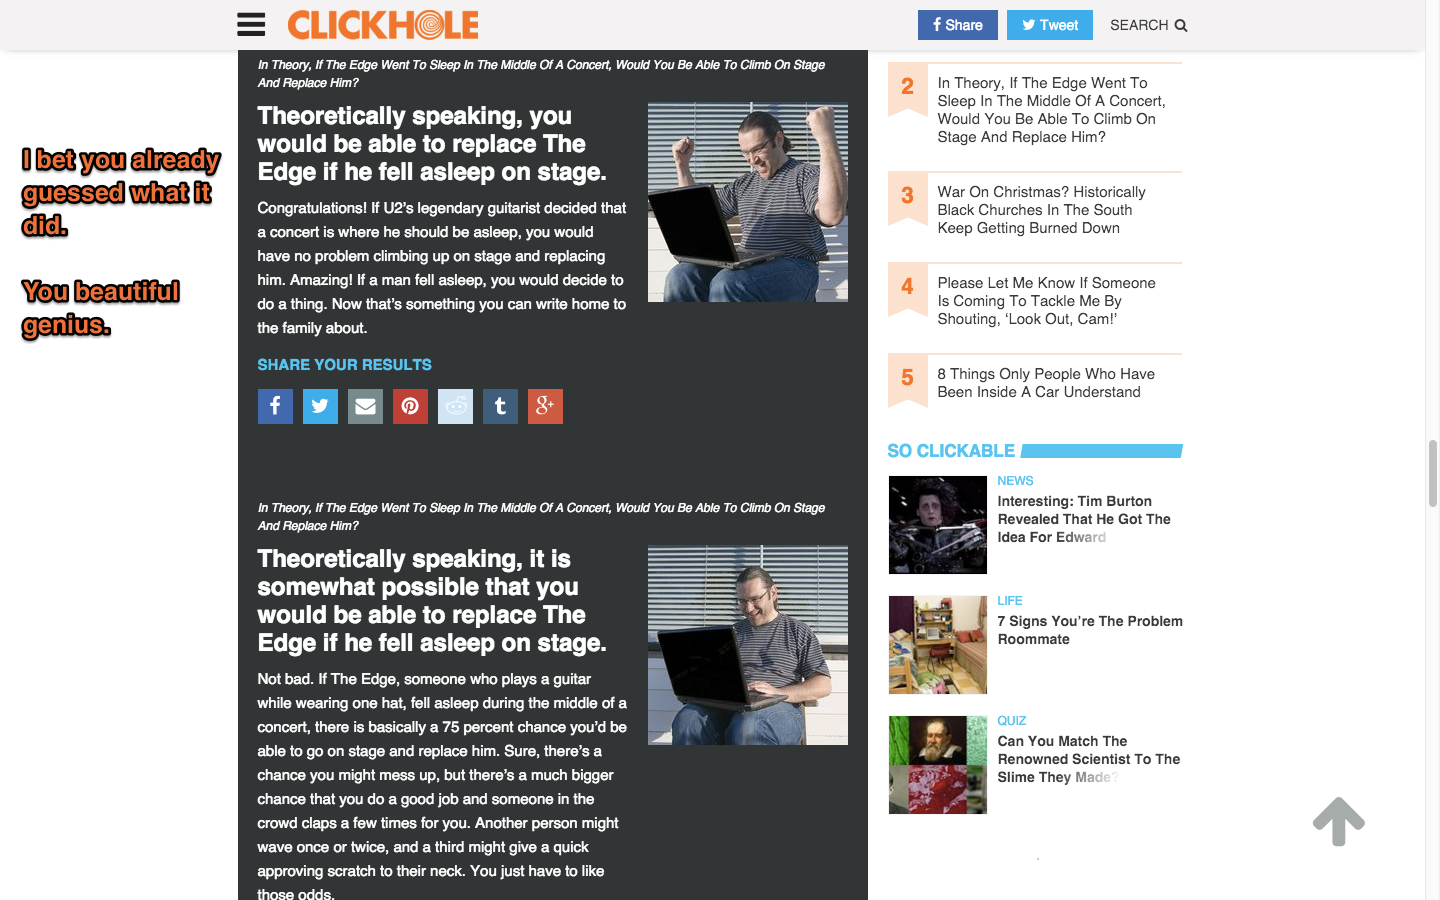 CLICKHOLE
Share
Tweet
SEARCH
I bet you already
guessed what it
did.
You beautiful
genius.
In Theory, If The Edge Went To Sleep In The Middle Of A Concert, Would You Be Able To Climb On Stage
And Replace Him?
Theoretically speaking, you
would be able to replace The
Edge if he fell asleep on stage.
Congratulations! If U2’s legendary guitarist decided that
a concert is where he should be asleep, you would
have no problem climbing up on stage and replacing
him. Amazing! If a man fell asleep, you would decide to
do a thing. Now that’s something you can write home to
the family about.
SHARE YOUR RESULTS
In Theory, If The Edge Went To Sleep In The Middle Of A Concert, Would You Be Able To Climb On Stage
And Replace Him?
Theoretically speaking, it is
somewhat possible that you
would be able to replace The
Edge if he fell asleep on stage.
Not bad. If The Edge, someone who plays a guitar
while wearing one hat, fell asleep during the middle of a
concert, there is basically a 75 percent chance you’d be
able to go on stage and replace him. Sure, there’s a
chance you might mess up, but there’s a much bigger
chance that you do a good job and someone in the
crowd claps a few times for you. Another person might
wave once or twice, and a third might give a quick
approving scratch to their neck. You just have to like
those odds.
2
In Theory, If The Edge Went To
Sleep In The Middle Of A Concert,
Would You Be Able To Climb On
Stage And Replace Him?
3
War On Christmas? Historically
Black Churches In The South
Keep Getting Burned Down
4
Please Let Me Know If Someone
Is Coming To Tackle Me By
Shouting, ‘Look Out, Cam!’
5
8 Things Only People Who Have
Been Inside A Car Understand
SO CLICKABLE
NEWS
Interesting: Tim Burton
Revealed That He Got The
Idea For Edward
LIFE
7 Signs You’re The Problem
Roommate
QUIZ
Can You Match The
Renowned Scientist To The
Slime They Made?